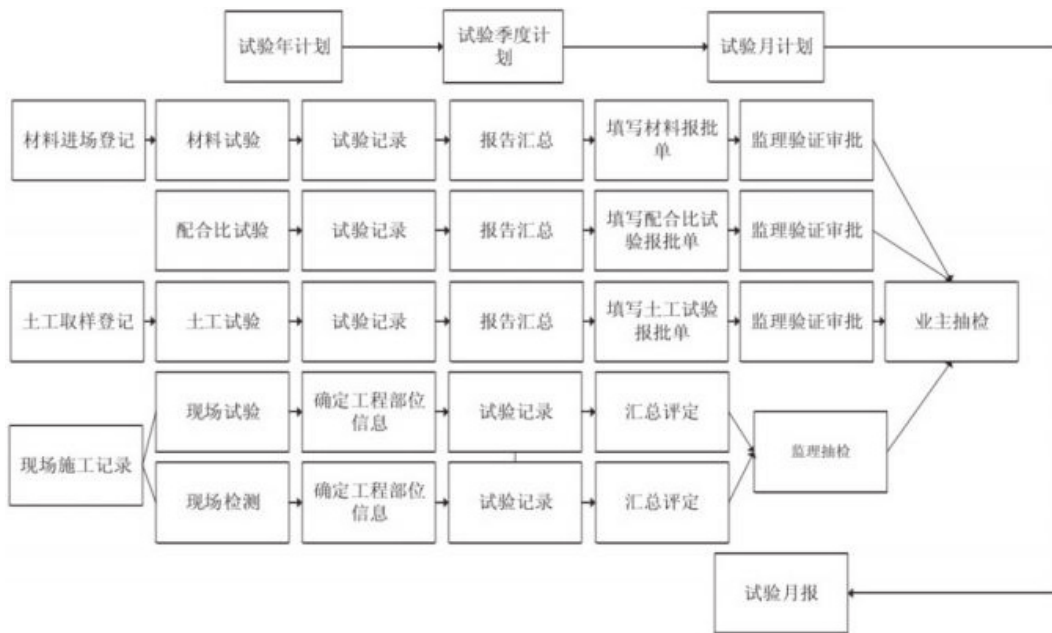 试验年计划
试验季度计
划
试验月计划
材料进场登记
材料试验
试验记录
报告汇总
填写材料报批
单
监理验证审批
配合比试验
试验记录
报告汇总
填写配合比试
验报批单
监理验证审批
土工取样登记
土工试验
试验记录
报告汇总
填写土工试验
报批单
监理验证审批
业主抽检
现场施工记录
现场试验
确定工程部位
信息
试验记录
汇总评定
监理抽检
现场检测
确定工程部位
信息
试验记录
汇总评定
试验月报